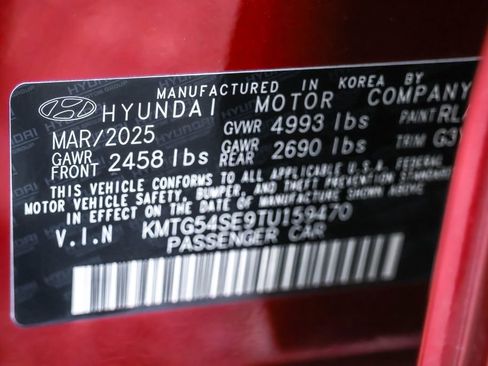 MANUFACTURED IN KOREA BY
HYUNDAI MOTOR COMPANY
MAR/2025 GVWR 4993 lbs PAINT
GAWR FRONT 2458 lbs GAWR REAR 2690 lbs TRIM
THIS VEHICLE CONFORMS TO ALL APPLICABLE U.S.A. FEDERAL
MOTOR VEHICLE SAFETY, BUMPER, AND THEFT PREVENTION
IN EFFECT ON THE DATE OF MANUFACTURE
V.I.N KMTG54SE9TU159470
PASSENGER CAR